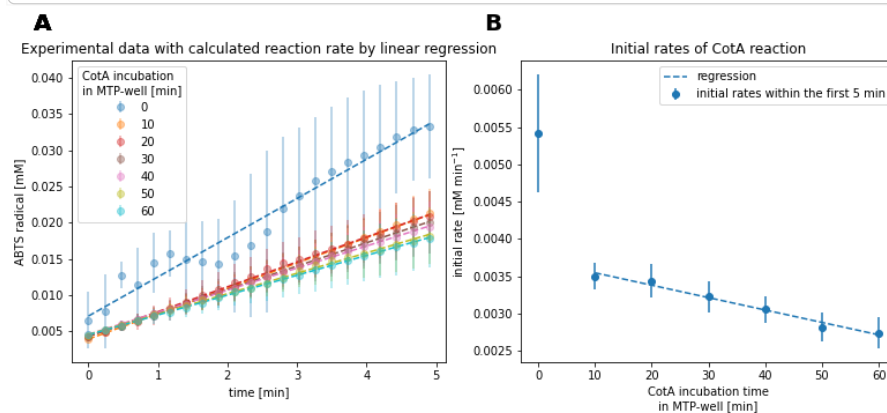 A
Experimental data with calculated reaction rate by linear regression
CotA incubation
in MTP-well [min]
0
10
20
30
40
50
60
0.040
0.035
0.030
0.025
0.020
0.015
0.010
0.005
ABTS radical [mM]
0 1 2 3 4 5
time [min]
B
Initial rates of CotA reaction
regression
initial rates within the first 5 min
0.0060
0.0055
0.0050
0.0045
0.0040
0.0035
0.0030
0.0025
initial rate [mM min⁻¹]
0 10 20 30 40 50 60
CotA incubation time
in MTP-well [min]